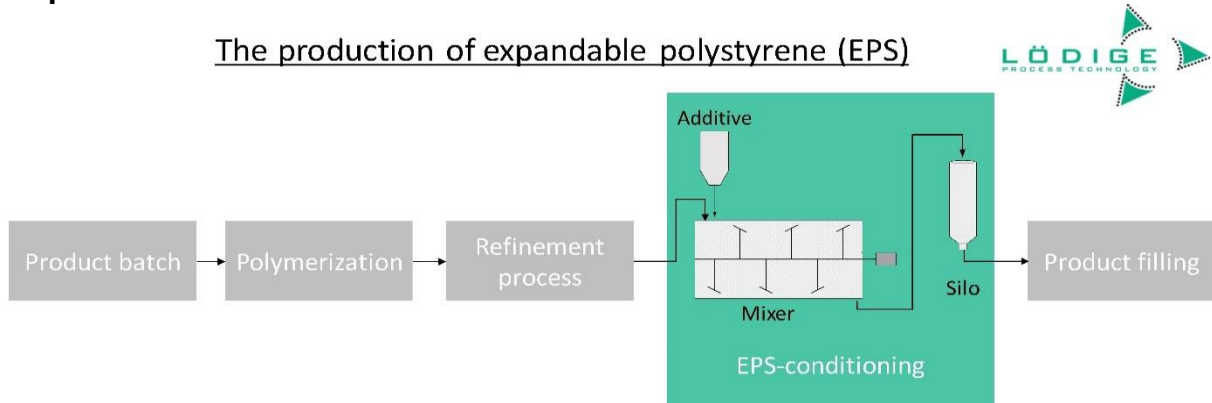 The production of expandable polystyrene (EPS)
LÖDIGE
PROCESS TECHNOLOGY
Additive
Product batch
Polymerization
Refinement
process
Mixer
Silo
EPS-conditioning
Product filling